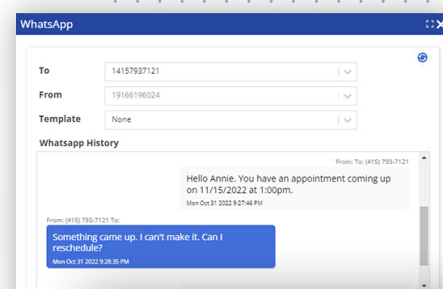 WhatsApp
To
14157937121
From
19166196024
Template
None
Whatsapp History
From: To: (415) 793-7121
Hello Annie. You have an appointment coming up
on 11/15/2022 at 1:00pm.
Mon Oct 31 2022 9:27:46 PM
From: (415) 793-7121 To:
Something came up. I can't make it. Can I
reschedule?
Mon Oct 31 2022 9:28:35 PM